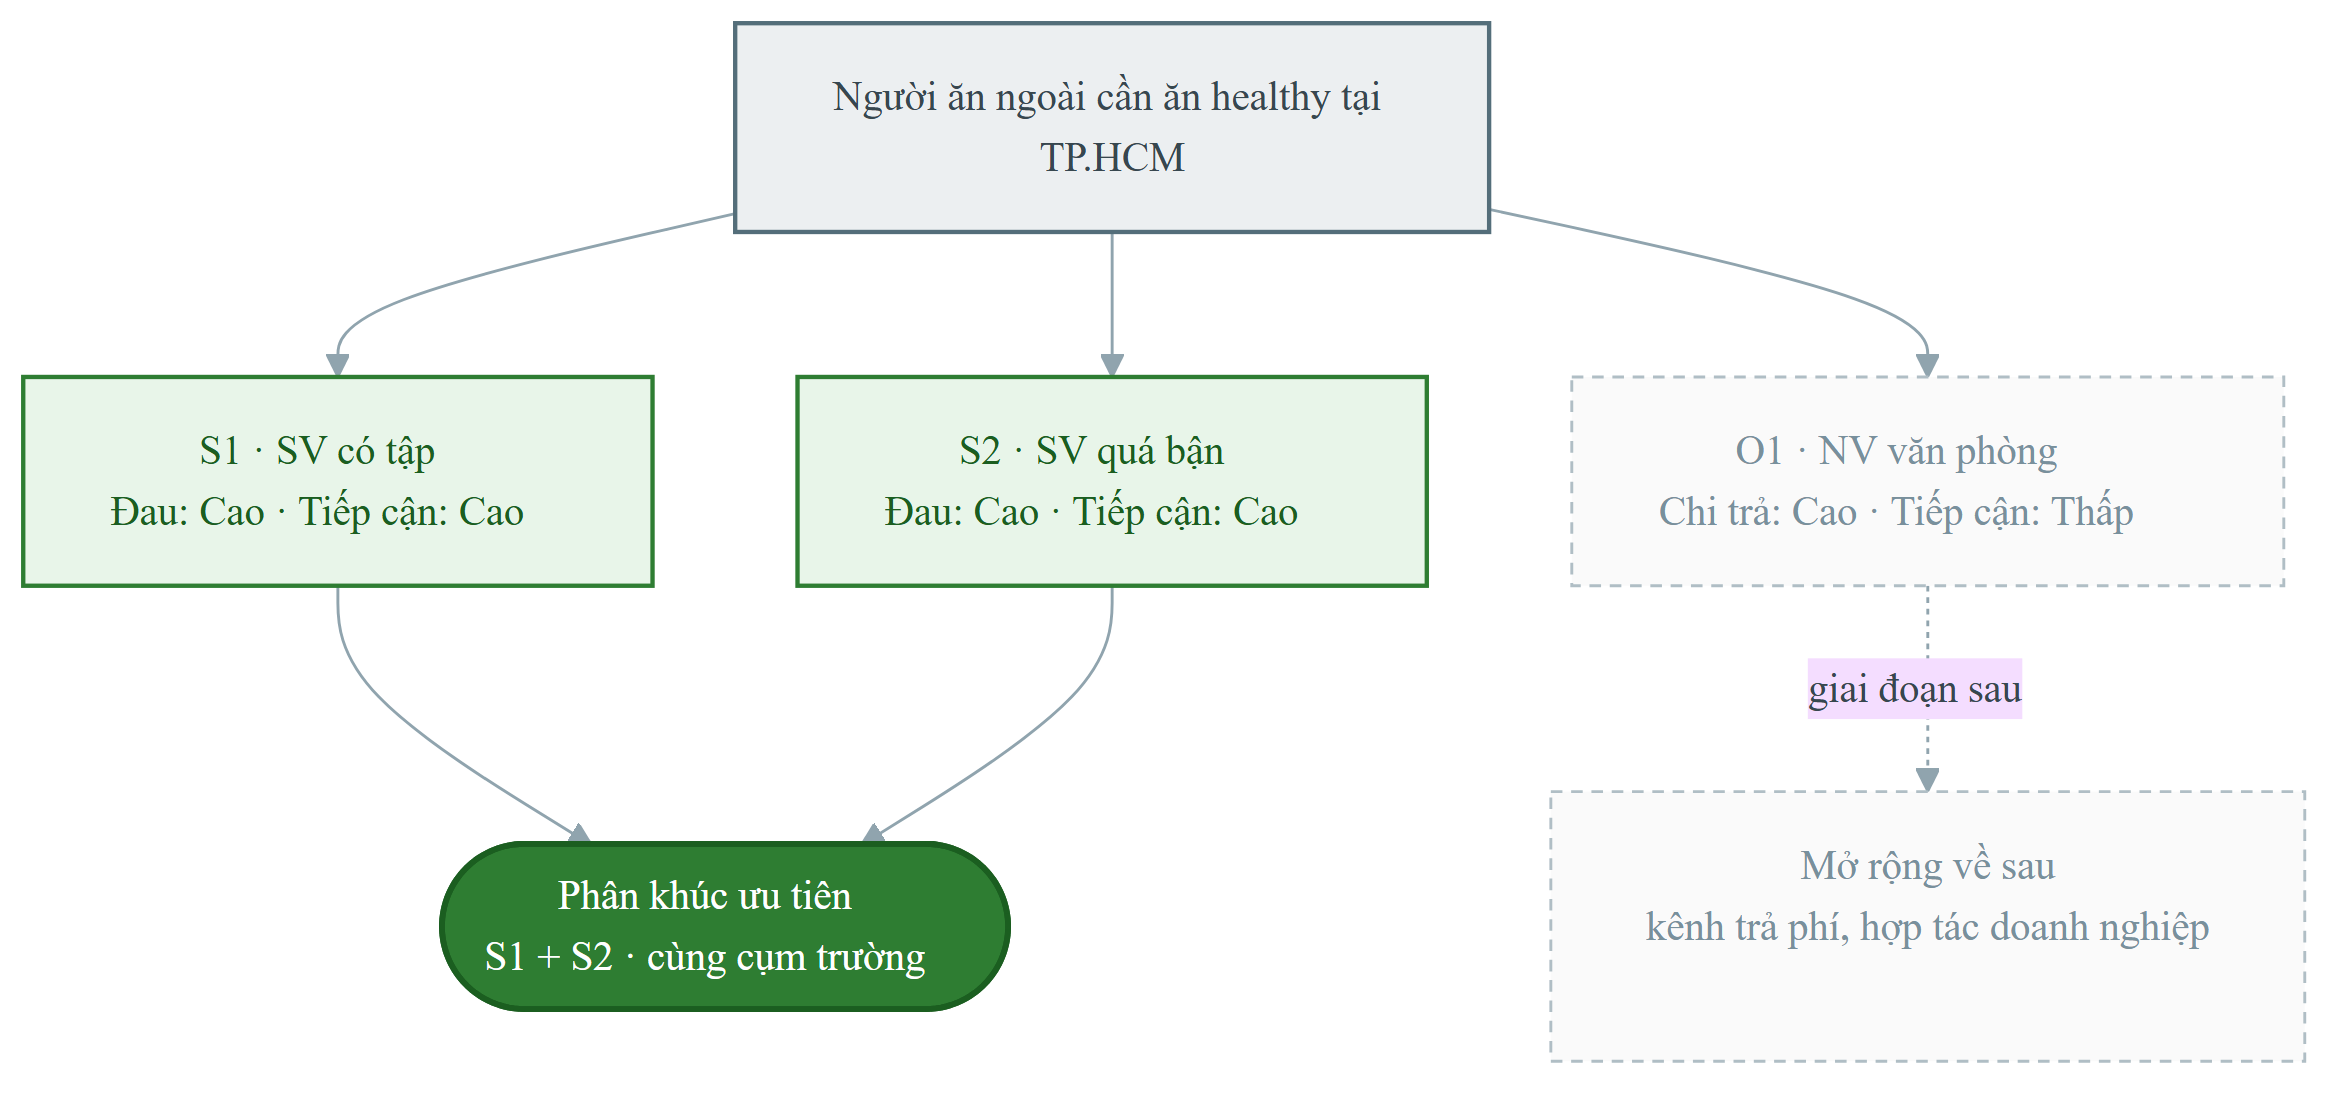 Người ăn ngoài cần ăn healthy tại
TP.HCM
S1 · SV có tập
Đau: Cao · Tiếp cận: Cao
S2 · SV quá bận
Đau: Cao · Tiếp cận: Cao
O1 · NV văn phòng
Chi trả: Cao · Tiếp cận: Thấp
giai đoạn sau
Phân khúc ưu tiên
S1 + S2 · cùng cụm trường
Mở rộng về sau
kênh trả phí, hợp tác doanh nghiệp